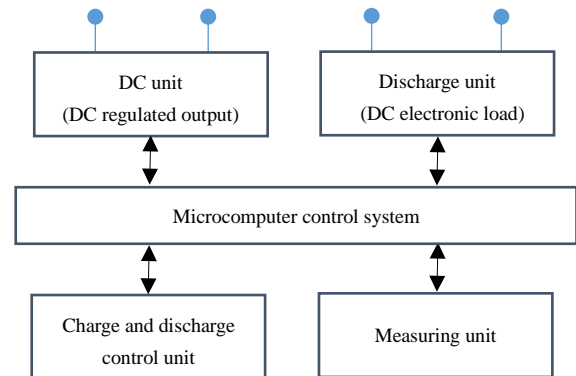 DC unit
(DC regulated output)
Discharge unit
(DC electronic load)
Microcomputer control system
Charge and discharge
control unit
Measuring unit